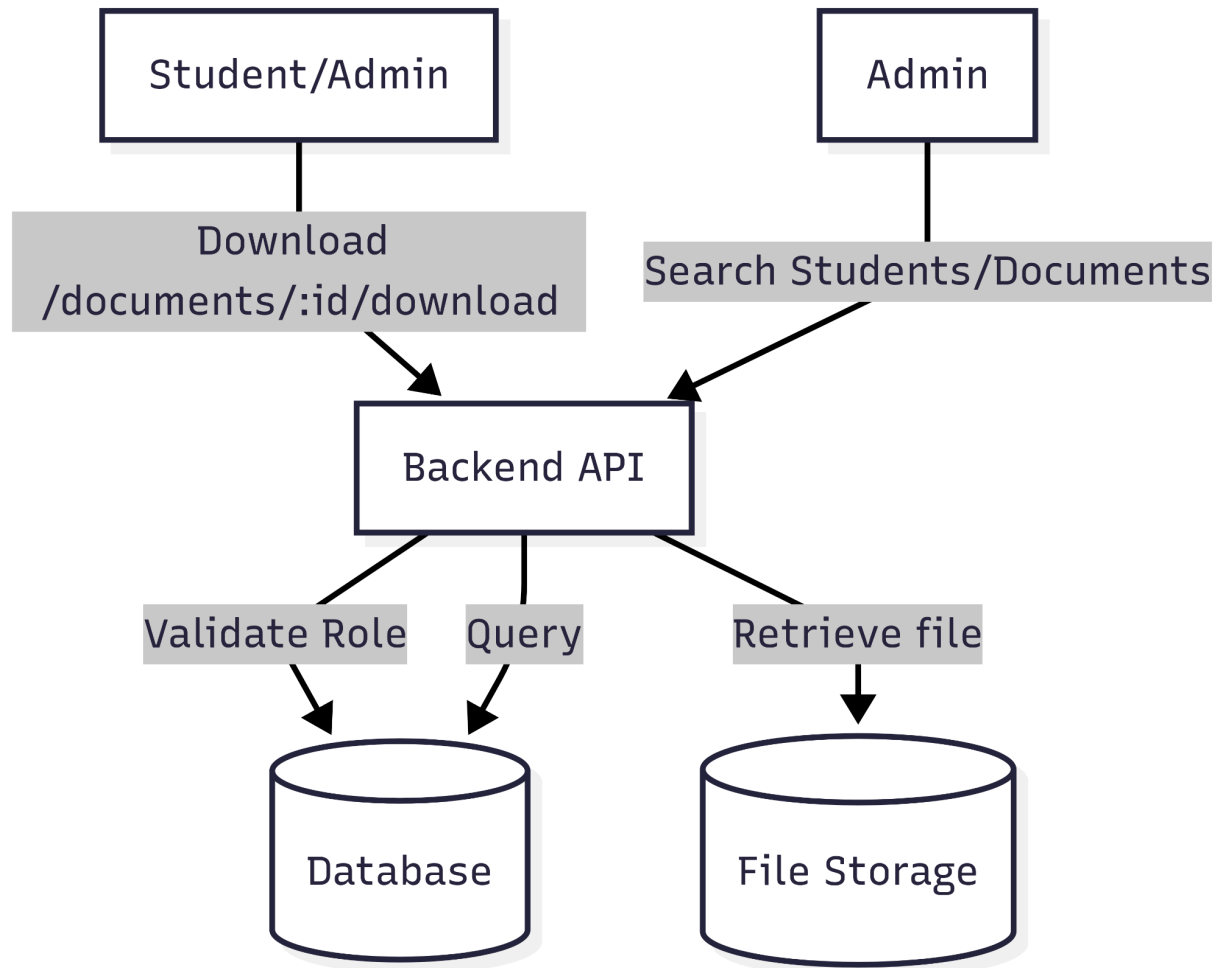 Student/Admin
Admin
Download
/documents/:id/download
Search Students/Documents
Backend API
Validate Role
Query
Retrieve file
Database
File Storage